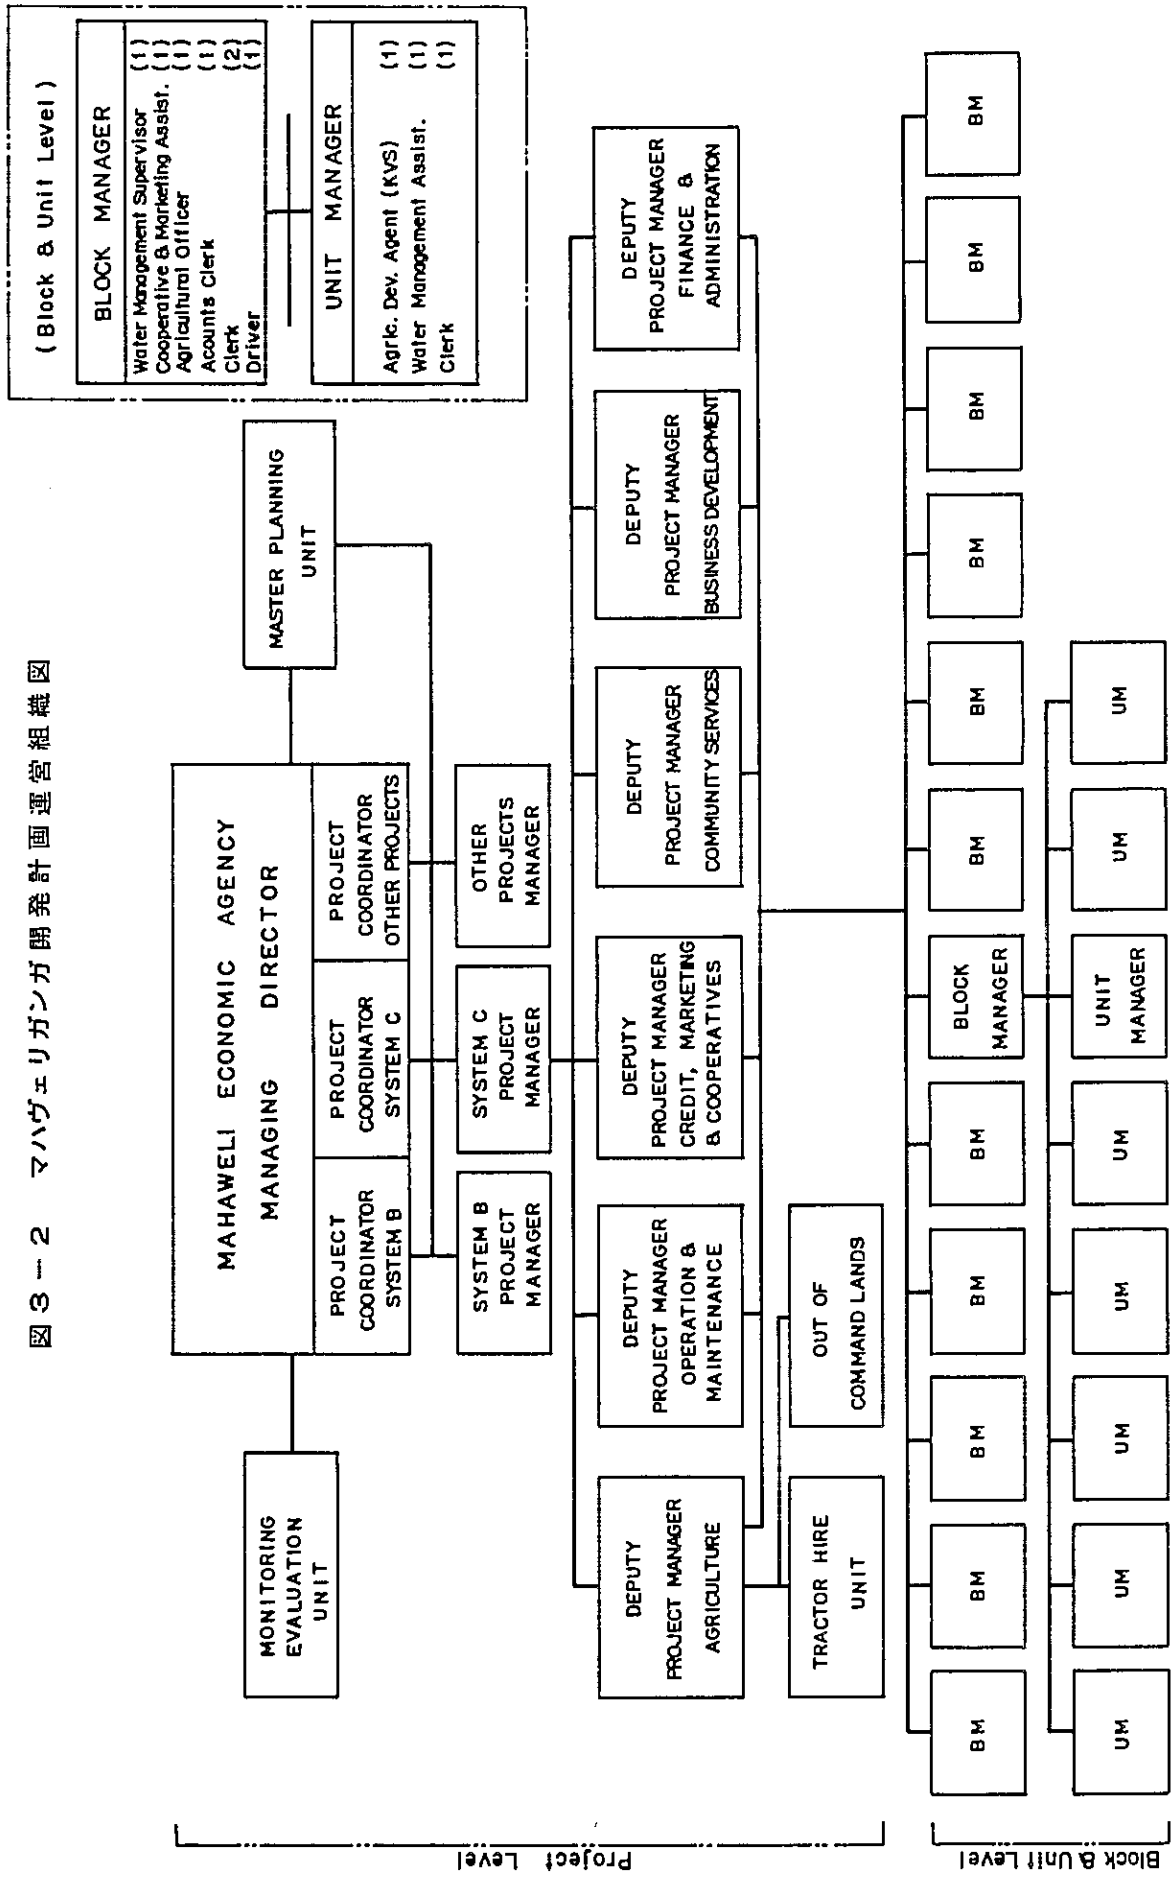 図3-2 マハヴェリガンガ開発計画運営組織図
(Block & Unit Level)
BLOCK MANAGER
Water Management Supervisor (1)
Cooperative & Marketing Assist. (1)
Agricultural Officer (1)
Acounts Clerk (1)
Clerk (2)
Driver (1)
UNIT MANAGER
Agric. Dev. Agent (KVS) (1)
Water Management Assist. (1)
Clerk (1)
MAHAWELI ECONOMIC AGENCY
MANAGING DIRECTOR
MONITORING
EVALUATION
UNIT
MASTER PLANNING
UNIT
PROJECT
COORDINATOR
SYSTEM B
PROJECT
COORDINATOR
SYSTEM C
PROJECT
COORDINATOR
OTHER PROJECTS
SYSTEM B
PROJECT
MANAGER
SYSTEM C
PROJECT
MANAGER
OTHER
PROJECTS
MANAGER
DEPUTY
PROJECT MANAGER
AGRICULTURE
DEPUTY
PROJECT MANAGER
OPERATION &
MAINTENANCE
DEPUTY
PROJECT MANAGER
CREDIT, MARKETING
& COOPERATIVES
DEPUTY
PROJECT MANAGER
COMMUNITY SERVICES
DEPUTY
PROJECT MANAGER
BUSINESS DEVELOPMENT
DEPUTY
PROJECT MANAGER
FINANCE &
ADMINISTRATION
TRACTOR HIRE
UNIT
OUT OF
COMMAND LANDS
Project Level
BM
BM
BM
BM
BM
BLOCK
MANAGER
BM
BM
BM
BM
BM
BM
UM
UM
UM
UM
UM
UNIT
MANAGER
UM
UM
Block & Unit Level